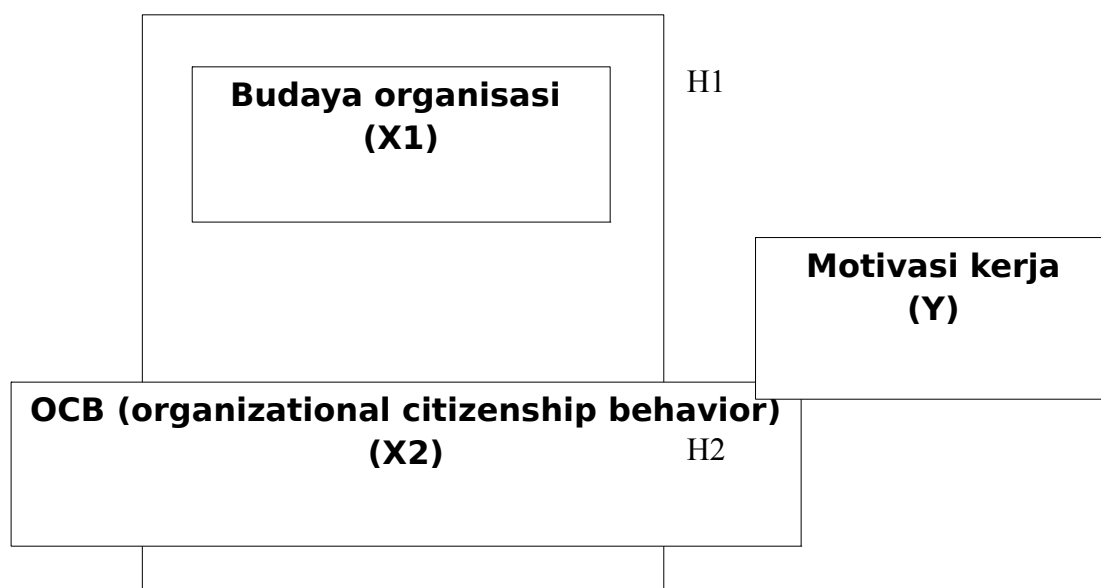 H1
Budaya organisasi
(X1)
Motivasi kerja
(Y)
OCB (organizational citizenship behavior)
(X2)
H2